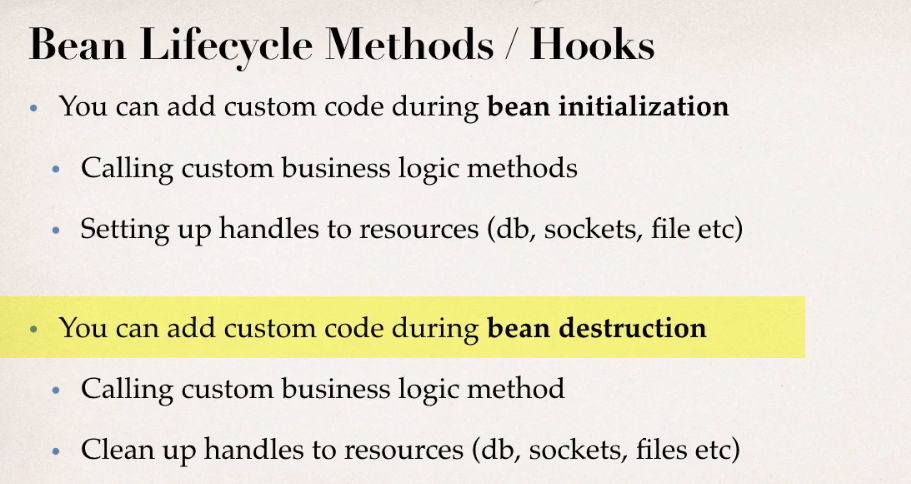 Bean Lifecycle Methods / Hooks
• You can add custom code during bean initialization
• Calling custom business logic methods
• Setting up handles to resources (db, sockets, file etc)
• You can add custom code during bean destruction
• Calling custom business logic method
• Clean up handles to resources (db, sockets, files etc)